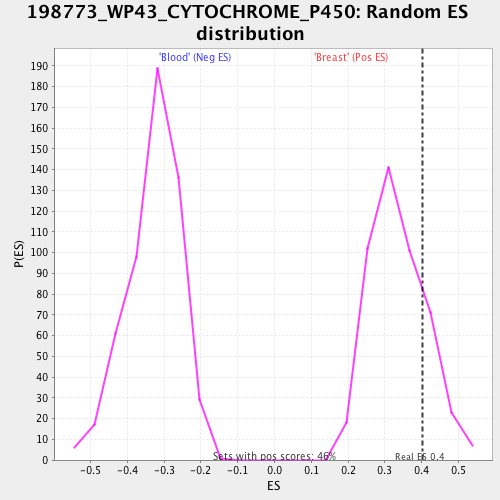 198773_WP43_CYTOCHROME_P450: Random ES
distribution
'Blood' (Neg ES) 'Breast' (Pos ES)
190
180
170
160
150
140
130
120
110
100
90
80
70
60
50
40
30
20
10
0
P(ES)
Sets with pos scores: 46%
Real ES 0.4
-0.5 -0.4 -0.3 -0.2 -0.1 0.0 0.1 0.2 0.3 0.4 0.5
ES